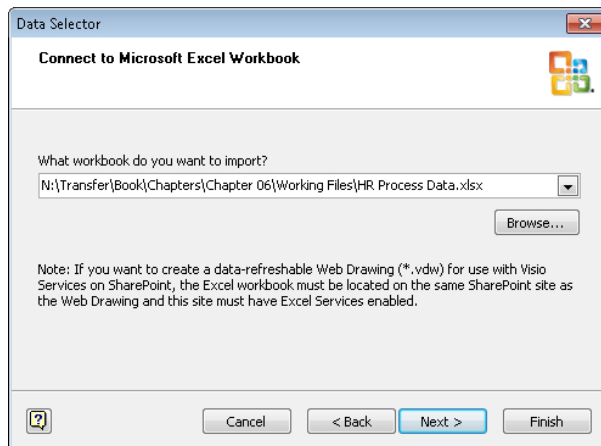 Data Selector
Connect to Microsoft Excel Workbook
What workbook do you want to import?
N:\Transfer\Book\Chapters\Chapter 06\Working Files\HR Process Data.xlsx
Browse...
Note: If you want to create a data-refreshable Web Drawing (*.vdw) for use with Visio
Services on SharePoint, the Excel workbook must be located on the same SharePoint site as
the Web Drawing and this site must have Excel Services enabled.
? Cancel < Back Next > Finish